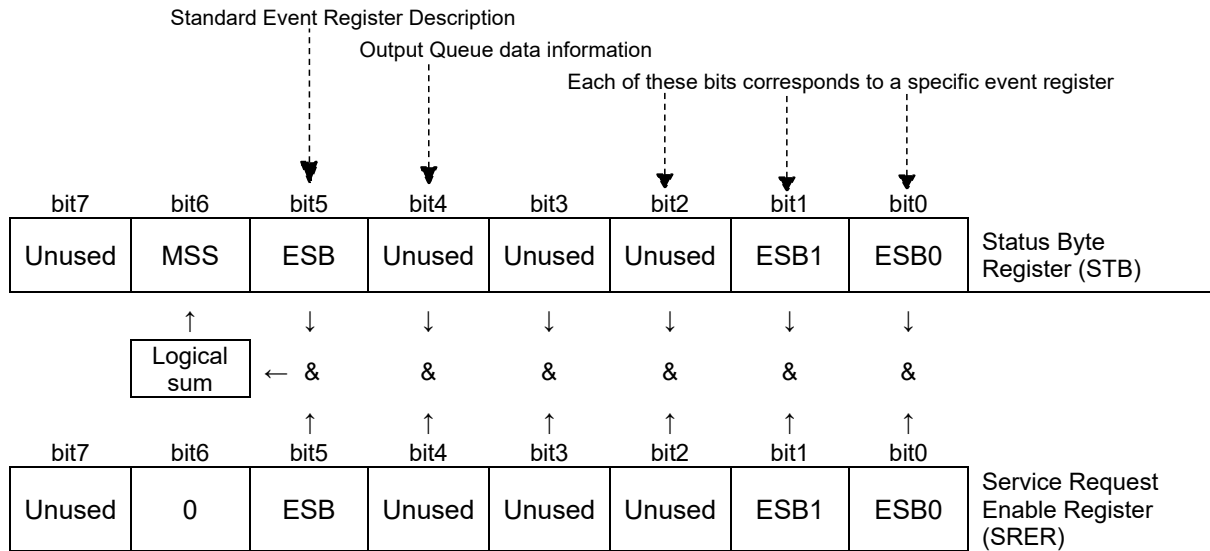 Standard Event Register Description
Output Queue data information
Each of these bits corresponds to a specific event register
bit7 bit6 bit5 bit4 bit3 bit2 bit1 bit0
Unused MSS ESB Unused Unused Unused ESB1 ESB0
Status Byte
Register (STB)
↑ ↓ ↓ ↓ ↓ ↓ ↓
Logical
sum
← & & & & & &
↑ ↑ ↑ ↑ ↑ ↑
bit7 bit6 bit5 bit4 bit3 bit2 bit1 bit0
Unused 0 ESB Unused Unused Unused ESB1 ESB0
Service Request
Enable Register
(SRER)